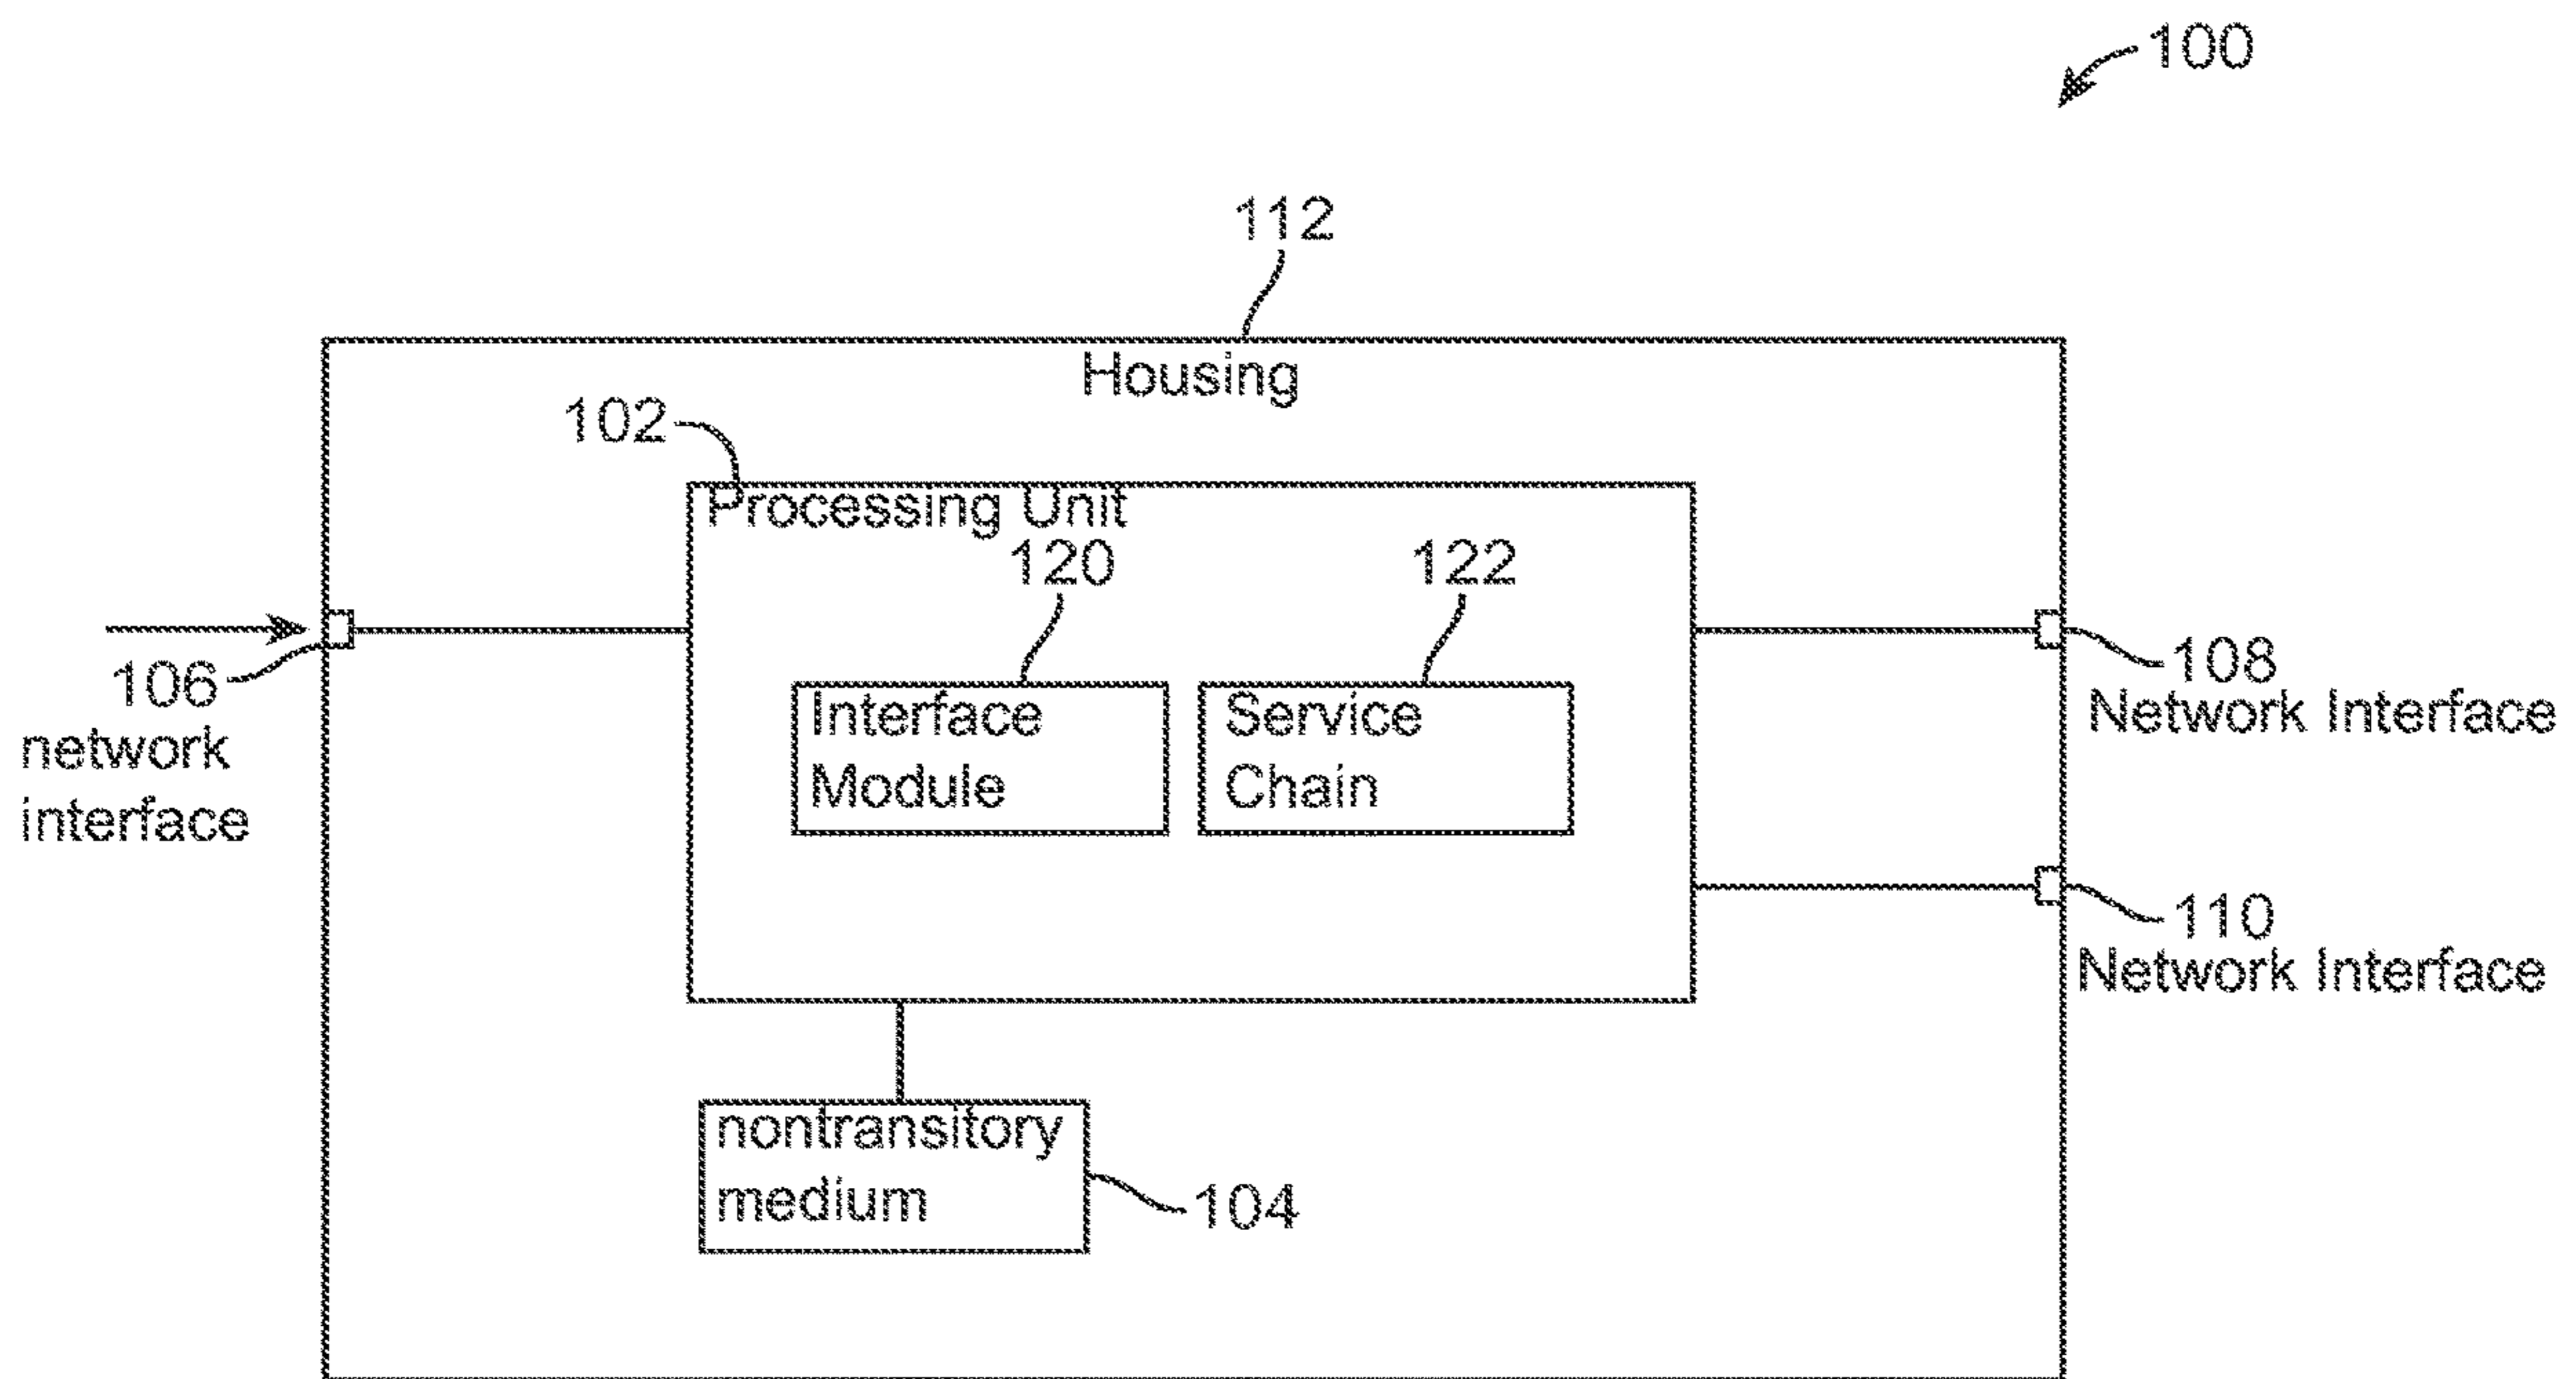 100
112
Housing
102
Processing Unit
120
122
106
network
interface
Interface
Module
Service
Chain
108
Network Interface
110
Network Interface
nontransitory
medium
104